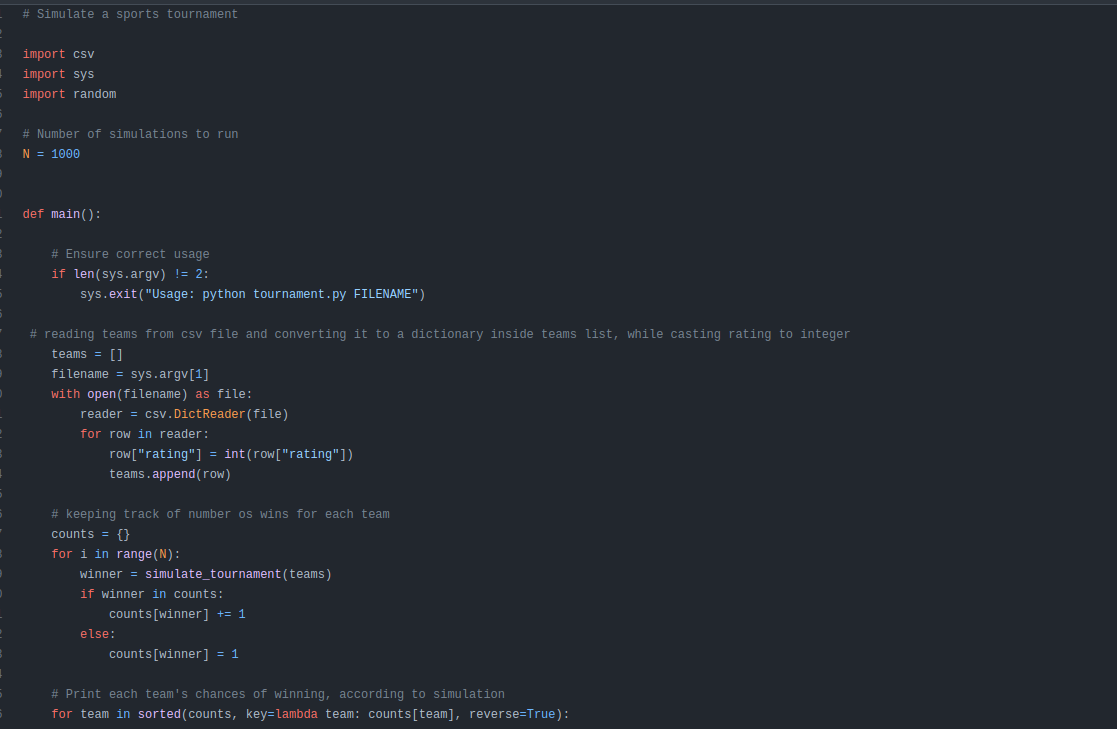 # Simulate a sports tournament
import csv
import sys
import random
# Number of simulations to run
N = 1000
def main():
# Ensure correct usage
if len(sys.argv) != 2:
sys.exit("Usage: python tournament.py FILENAME")
# reading teams from csv file and converting it to a dictionary inside teams list, while casting rating to integer
teams = []
filename = sys.argv[1]
with open(filename) as file:
reader = csv.DictReader(file)
for row in reader:
row["rating"] = int(row["rating"])
teams.append(row)
# keeping track of number os wins for each team
counts = {}
for i in range(N):
winner = simulate_tournament(teams)
if winner in counts:
counts[winner] += 1
else:
counts[winner] = 1
# Print each team's chances of winning, according to simulation
for team in sorted(counts, key=lambda team: counts[team], reverse=True):